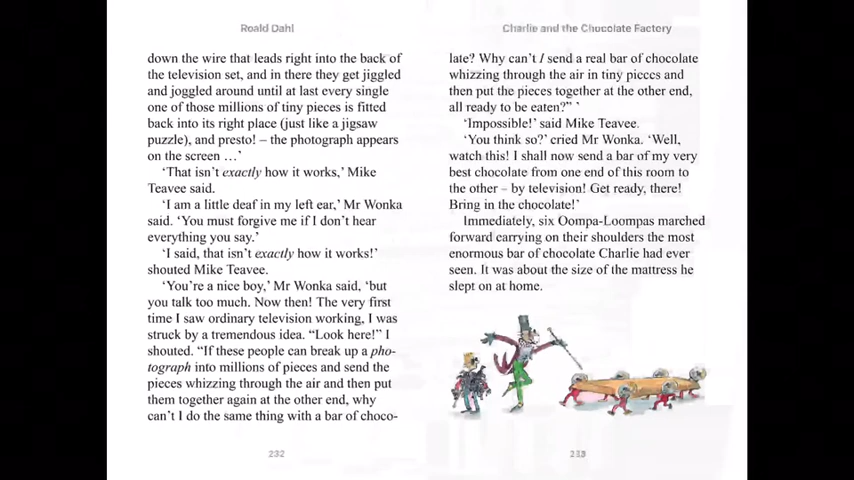 Roald Dahl
down the wire that leads right into the back of
the television set, and in there they get jiggled
and joggled around until at last every single
one of those millions of tiny pieces is fitted
back into its right place (just like a jigsaw
puzzle), and presto! – the photograph appears
on the screen …’
‘That isn’t exactly how it works,’ Mike
Teavee said.
‘I am a little deaf in my left ear,’ Mr Wonka
said. ‘You must forgive me if I don’t hear
everything you say.’
‘I said, that isn’t exactly how it works!’
shouted Mike Teavee.
‘You’re a nice boy,’ Mr Wonka said, ‘but
you talk too much. Now then! The very first
time I saw ordinary television working, I was
struck by a tremendous idea. “Look here!” I
shouted. “If these people can break up a pho-
tograph into millions of pieces and send the
pieces whizzing through the air and then put
them together again at the other end, why
can’t I do the same thing with a bar of choco-
232
Charlie and the Chocolate Factory
late? Why can’t I send a real bar of chocolate
whizzing through the air in tiny pieces and
then put the pieces together at the other end,
all ready to be eaten?” ’
‘Impossible!’ said Mike Teavee.
‘You think so?’ cried Mr Wonka. ‘Well,
watch this! I shall now send a bar of my very
best chocolate from one end of this room to
the other – by television! Get ready, there!
Bring in the chocolate!’
Immediately, six Oompa-Loompas marched
forward carrying on their shoulders the most
enormous bar of chocolate Charlie had ever
seen. It was about the size of the mattress he
slept on at home.
233